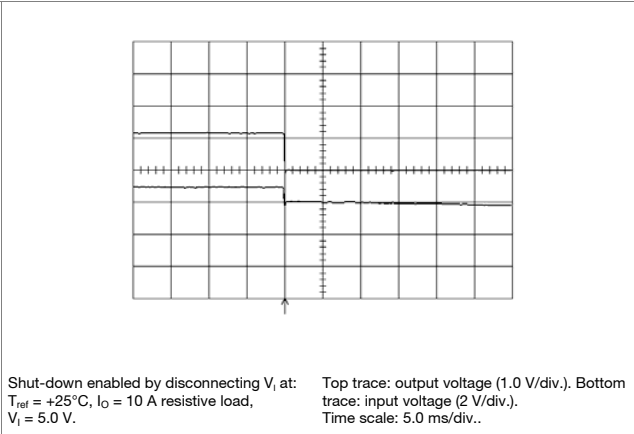 Shut-down enabled by disconnecting VI at:
Tref = +25°C, IO = 10 A resistive load,
VI = 5.0 V.
Top trace: output voltage (1.0 V/div.). Bottom
trace: input voltage (2 V/div.).
Time scale: 5.0 ms/div..